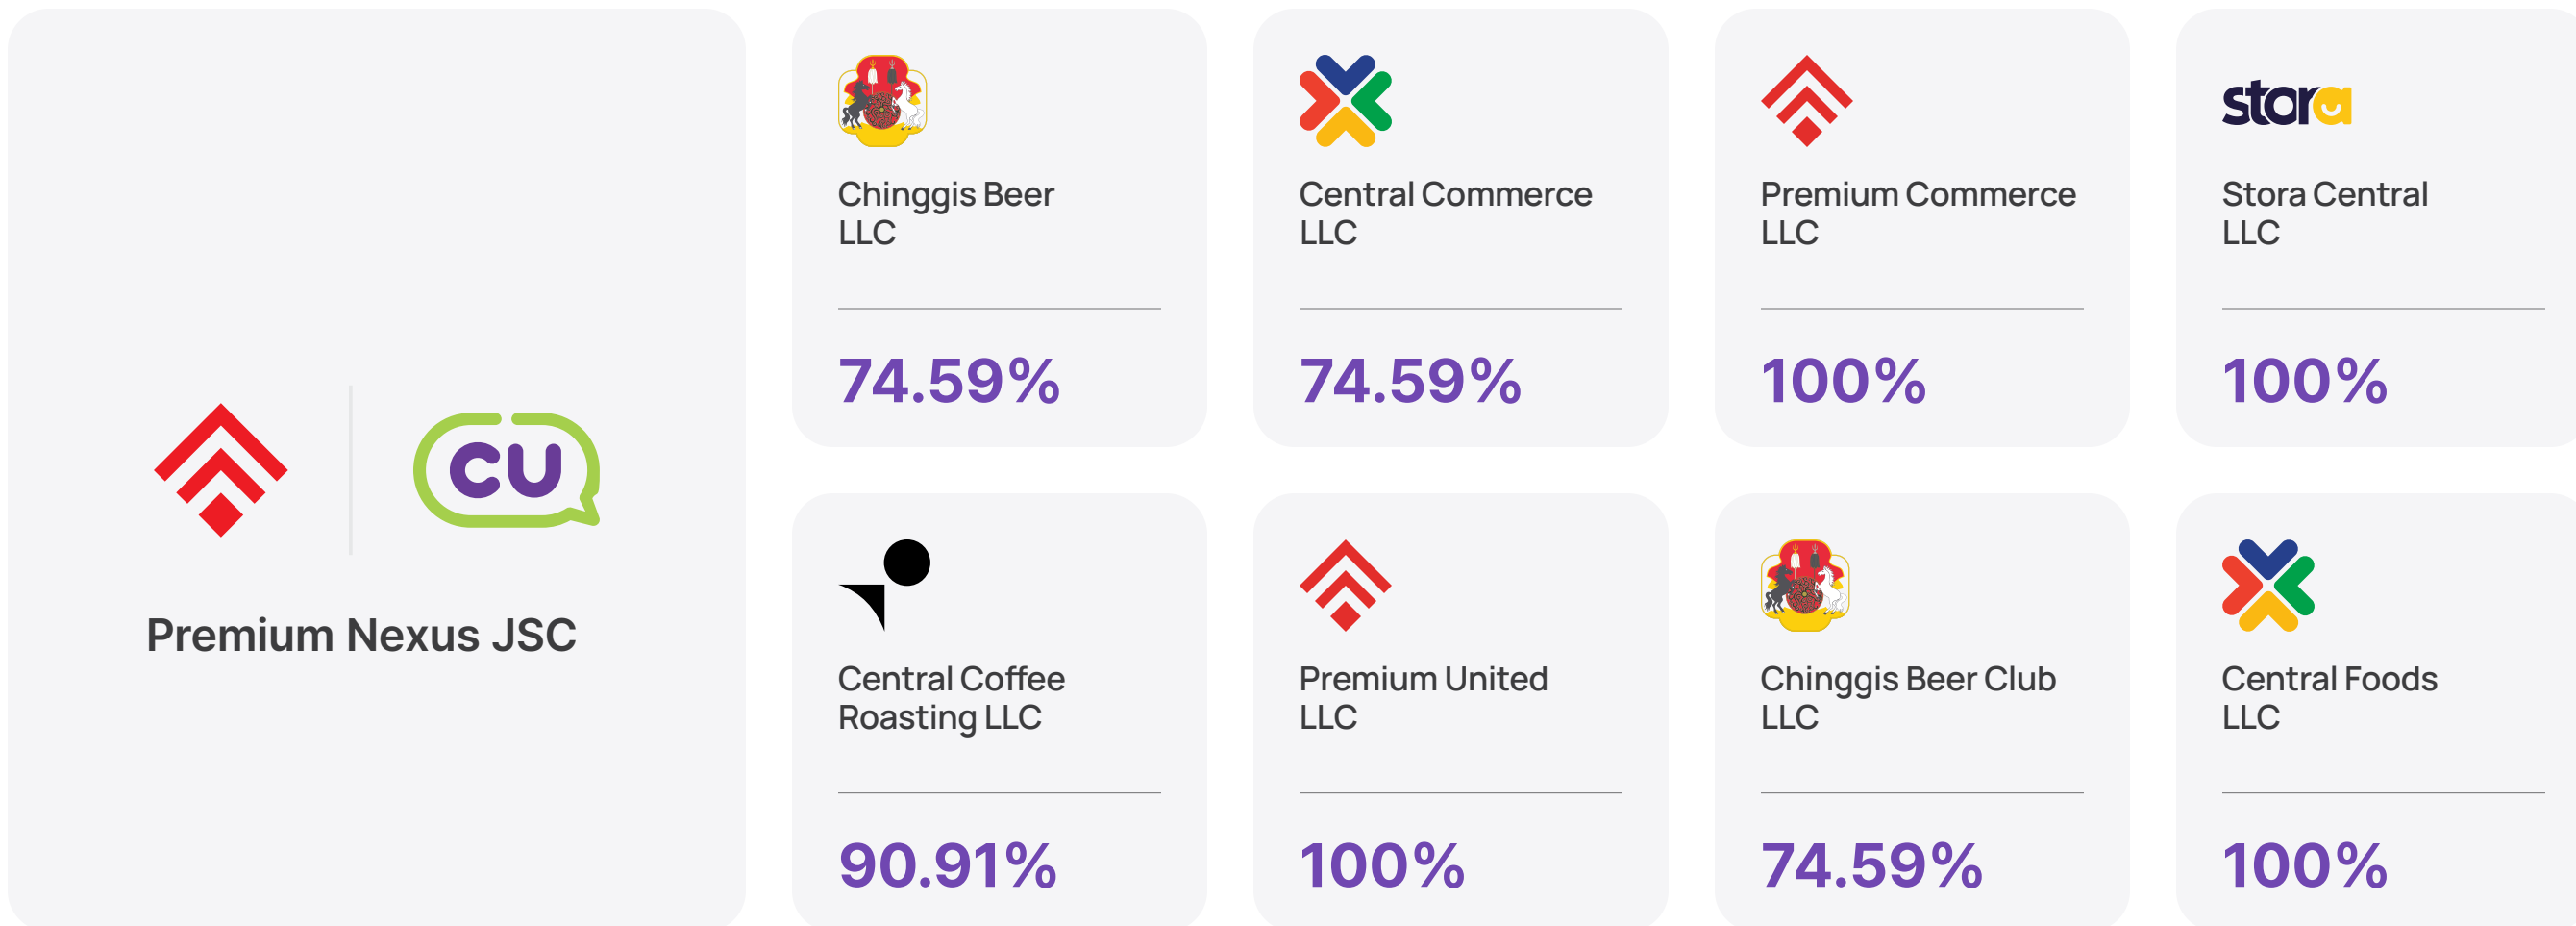 CU
Premium Nexus JSC
Chinggis Beer
LLC
74.59%
Central Commerce
LLC
74.59%
Premium Commerce
LLC
100%
stora
Stora Central
LLC
100%
Central Coffee
Roasting LLC
90.91%
Premium United
LLC
100%
Chinggis Beer Club
LLC
74.59%
Central Foods
LLC
100%